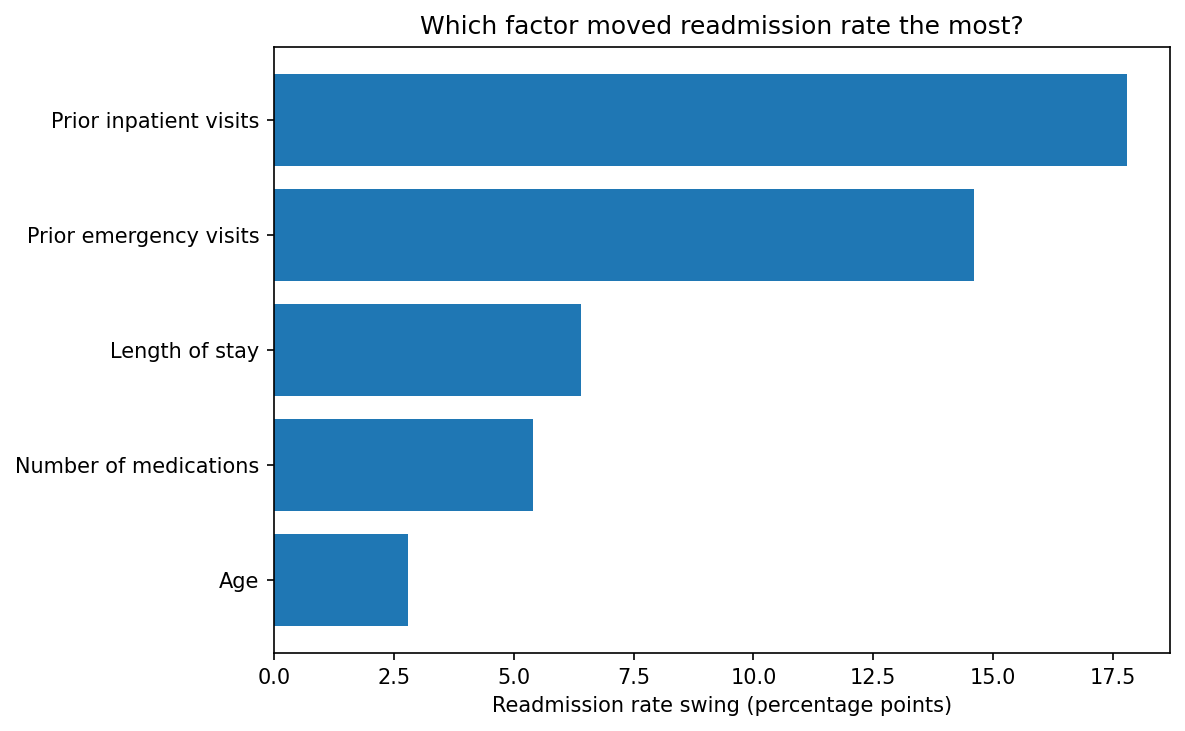 Which factor moved readmission rate the most?
Prior inpatient visits
Prior emergency visits
Length of stay
Number of medications
Age
0.0 2.5 5.0 7.5 10.0 12.5 15.0 17.5
Readmission rate swing (percentage points)